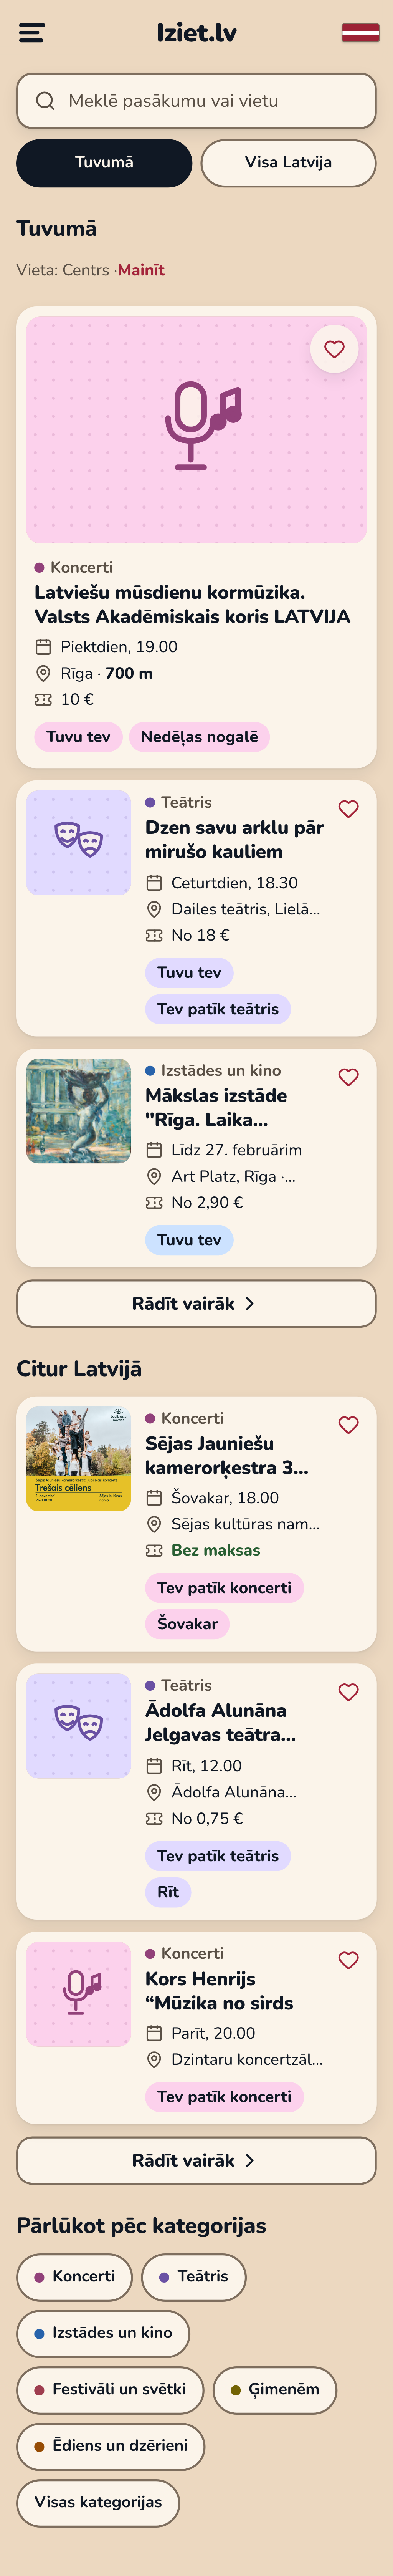 Iziet.lv
Meklē pasākumu vai vietu
Tuvumā
Visa Latvija
Tuvumā
Vieta: Centrs ·Mainīt
Koncerti
Latviešu mūsdienu kormūzika.
Valsts Akadēmiskais koris LATVIJA
Piektdien, 19.00
Rīga · 700 m
10 €
Tuvu tev
Nedēļas nogalē
Teātris
Dzen savu arklu pār
mirušo kauliem
Ceturtdien, 18.30
Dailes teātris, Lielā...
No 18 €
Tuvu tev
Tev patīk teātris
Izstādes un kino
Mākslas izstāde
"Rīga. Laika...
Līdz 27. februārim
Art Platz, Rīga ·...
No 2,90 €
Tuvu tev
Rādīt vairāk
Citur Latvijā
Trešais cēliens
Koncerti
Sējas Jauniešu
kamerorķestra 3...
Šovakar, 18.00
Sējas kultūras nam...
Bez maksas
Tev patīk koncerti
Šovakar
Teātris
Ādolfa Alunāna
Jelgavas teātra...
Rīt, 12.00
Ādolfa Alunāna...
No 0,75 €
Tev patīk teātris
Rīt
Koncerti
Kors Henrijs
“Mūzika no sirds
Parīt, 20.00
Dzintaru koncertzāl...
Tev patīk koncerti
Rādīt vairāk
Pārlūkot pēc kategorijas
Koncerti
Teātris
Izstādes un kino
Festivāli un svētki
Ģimenēm
Ēdiens un dzērieni
Visas kategorijas